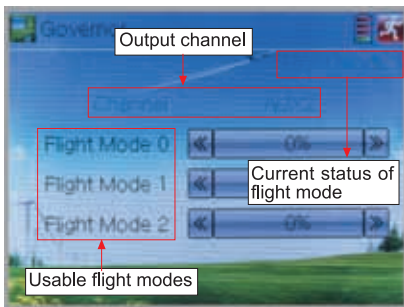 Governor
Output channel
Channel
Flight Mode 0
0%
Flight Mode 1
Current status of
flight mode
Flight Mode 2
0%
Usable flight modes